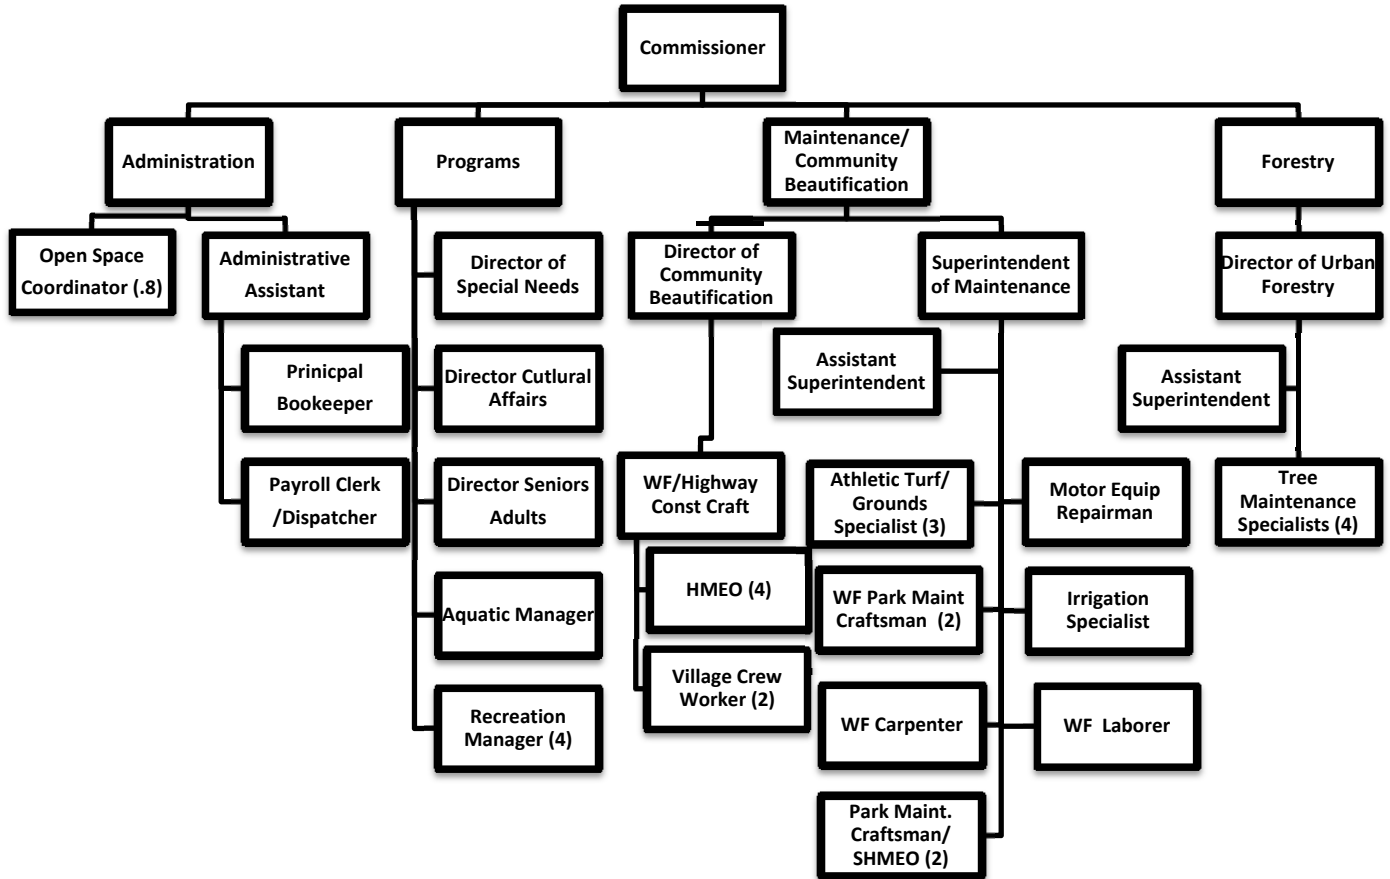 Commissioner
Administration
Programs
Maintenance/
Community
Beautification
Forestry
Open Space
Coordinator (.8)
Administrative
Assistant
Director of
Special Needs
Director of
Community
Beautification
Superintendent
of Maintenance
Director of Urban
Forestry
Prinicpal
Bookeeper
Director Cutlural
Affairs
Assistant
Superintendent
Assistant
Superintendent
Payroll Clerk
/Dispatcher
Director Seniors
Adults
WF/Highway
Const Craft
Athletic Turf/
Grounds
Specialist (3)
Motor Equip
Repairman
Tree
Maintenance
Specialists (4)
Aquatic Manager
HMEO (4)
WF Park Maint
Craftsman (2)
Irrigation
Specialist
Recreation
Manager (4)
Village Crew
Worker (2)
WF Carpenter
WF Laborer
Park Maint.
Craftsman/
SHMEO (2)